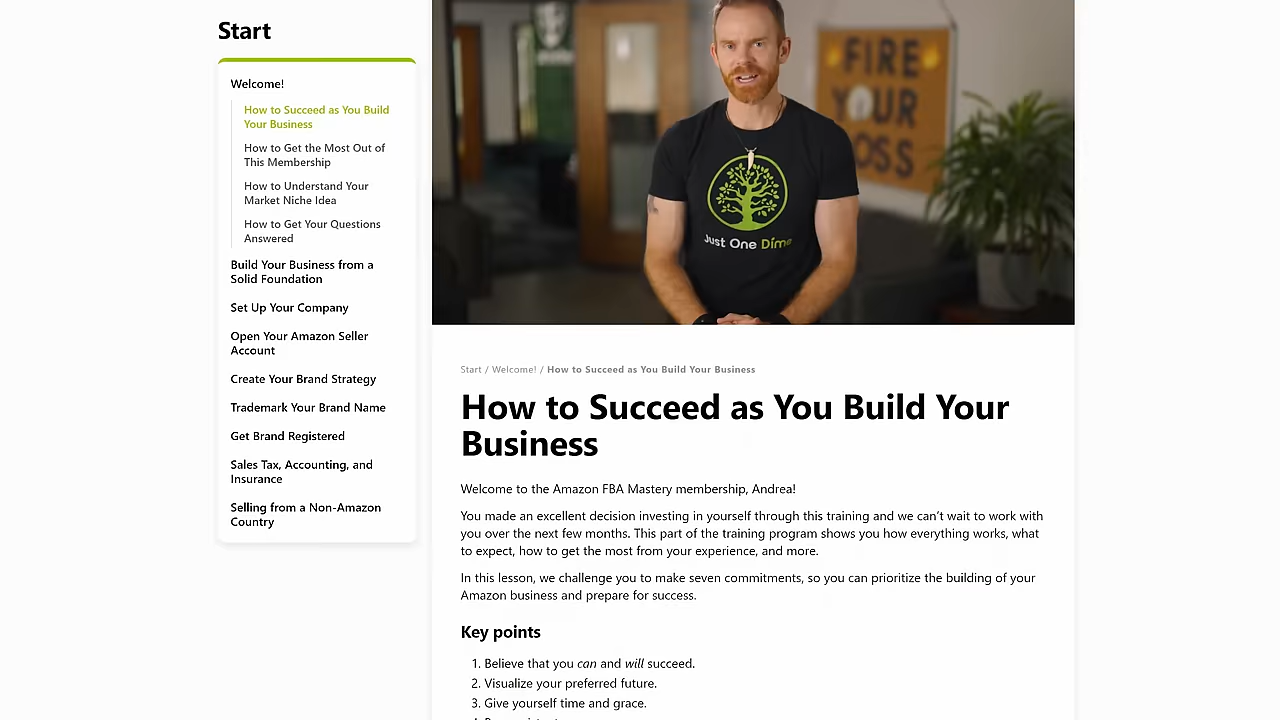 Start
Welcome!
How to Succeed as You Build
Your Business
How to Get the Most Out of
This Membership
How to Understand Your
Market Niche Idea
How to Get Your Questions
Answered
Build Your Business from a
Solid Foundation
Set Up Your Company
Open Your Amazon Seller
Account
Create Your Brand Strategy
Trademark Your Brand Name
Get Brand Registered
Sales Tax, Accounting, and
Insurance
Selling from a Non-Amazon
Country
FIRE
YOUR
Just One Dime
Start / Welcome! / How to Succeed as You Build Your Business
How to Succeed as You Build Your
Business
Welcome to the Amazon FBA Mastery membership, Andrea!
You made an excellent decision investing in yourself through this training and we can't wait to work with
you over the next few months. This part of the training program shows you how everything works, what
to expect, how to get the most from your experience, and more.
In this lesson, we challenge you to make seven commitments, so you can prioritize the building of your
Amazon business and prepare for success.
Key points
1. Believe that you can and will succeed.
2. Visualize your preferred future.
3. Give yourself time and grace.